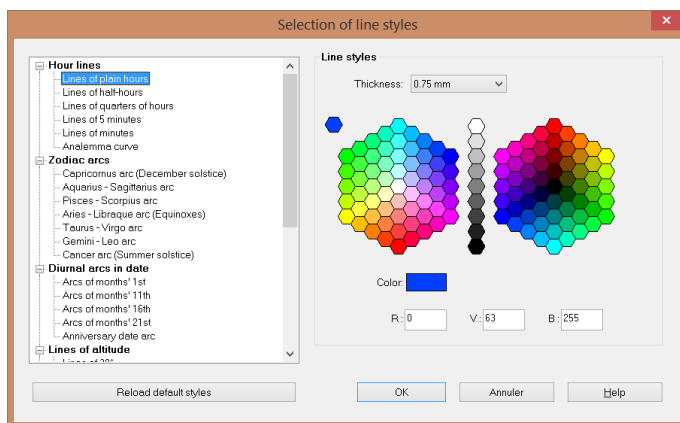 Selection of line styles
Hour lines
Lines of plain hours
Lines of half-hours
Lines of quarters of hours
Lines of 5 minutes
Lines of minutes
Analemma curve
Zodiac arcs
Capricornus arc (December solstice)
Aquarius - Sagittarius arc
Pisces - Scorpius arc
Aries - Libraque arc (Equinoxes)
Taurus - Virgo arc
Gemini - Leo arc
Cancer arc (Summer solstice)
Diurnal arcs in date
Arcs of months' 1st
Arcs of months' 11th
Arcs of months' 16th
Arcs of months' 21st
Anniversary date arc
Lines of altitude
Reload default styles
Line styles
Thickness: 0.75 mm
Color:
R: 0 V: 63 B: 255
OK Annuler Help